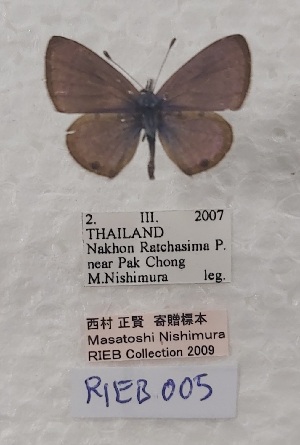 2. III. 2007
THAILAND
Nakhon Ratchasima P.
near Pak Chong
M.Nishimura leg.
西村 正賢 寄贈標本
Masatoshi Nishimura
RIEB Collection 2009
RIEB 005